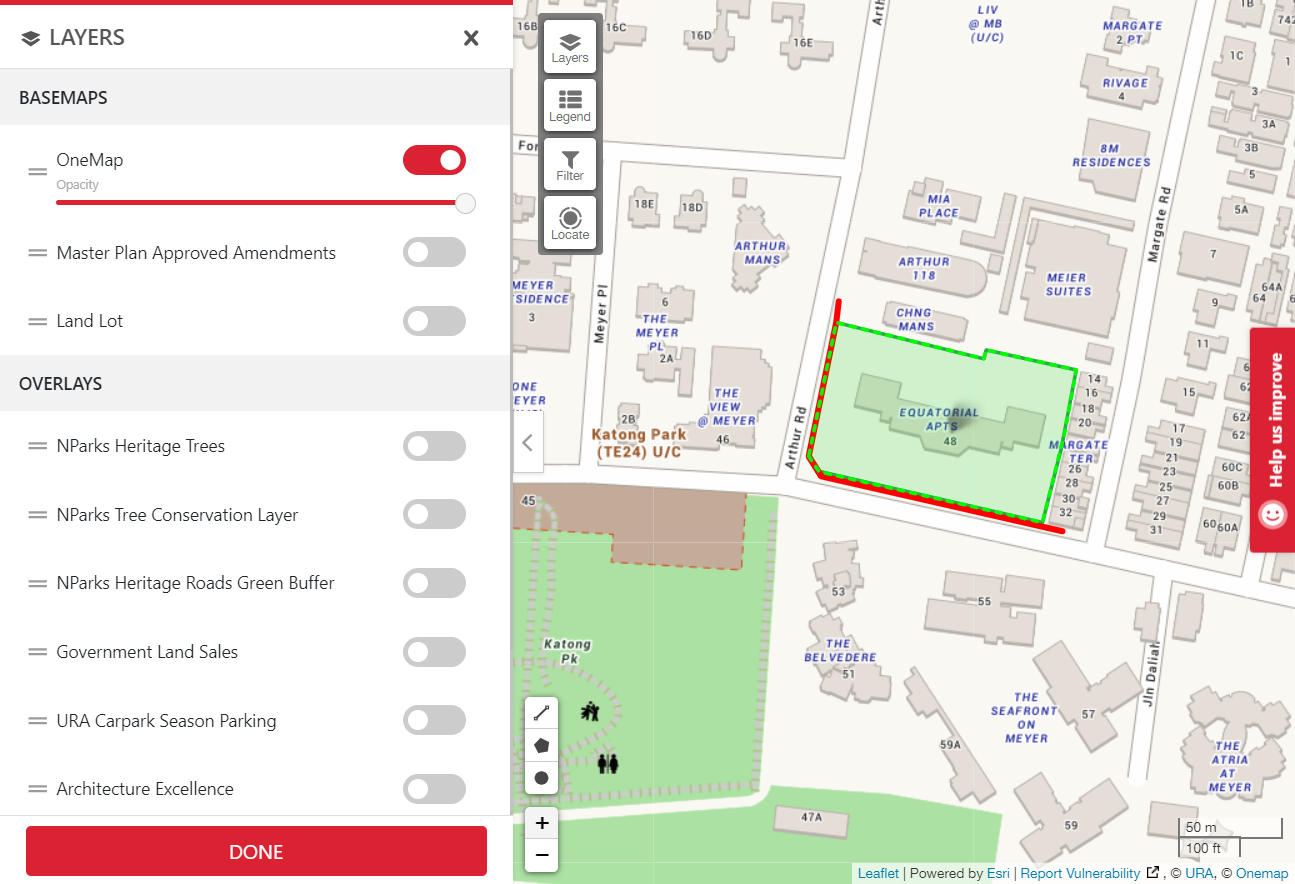 LAYERS
BASEMAPS
OneMap
Opacity
Master Plan Approved Amendments
Land Lot
OVERLAYS
NParks Heritage Trees
NParks Tree Conservation Layer
NParks Heritage Roads Green Buffer
Government Land Sales
URA Carpark Season Parking
Architecture Excellence
DONE
Layers
Legend
Filter
Locate
16B
16C
16D
16E
LIV
@ MB
(U/C)
MARGATE
2 PT
RIVAGE
4
8M
RESIDENCES
1B
1C
1
3
3A
3B
5
5A
7
9
11
15
64A
64
Margate Rd
18E
18D
ARTHUR
MANS
MIA
PLACE
ARTHUR
118
MEIER
SUITES
CHNG
MANS
MEYER
3
Meyer Pl
6
THE
MEYER
PL
2A
2B
THE
VIEW
@ MEYER
46
Katong Park
(TE24) U/C
Arthur Rd
EQUATORIAL
APTS
48
14
16
18
20
MARGATE
TER
26
28
30
32
17
19
21
23
25
27
29
31
62
60C
60B
60
60A
45
Katong
Pk
53
55
THE
BELVEDERE
51
57
THE
SEAFRONT
ON
MEYER
59A
59
47A
Jln Daliah
THE
ATRIA
AT
MEYER
Help us improve
+
−
50 m
100 ft
Leaflet | Powered by Esri | Report Vulnerability , © URA, © Onemap